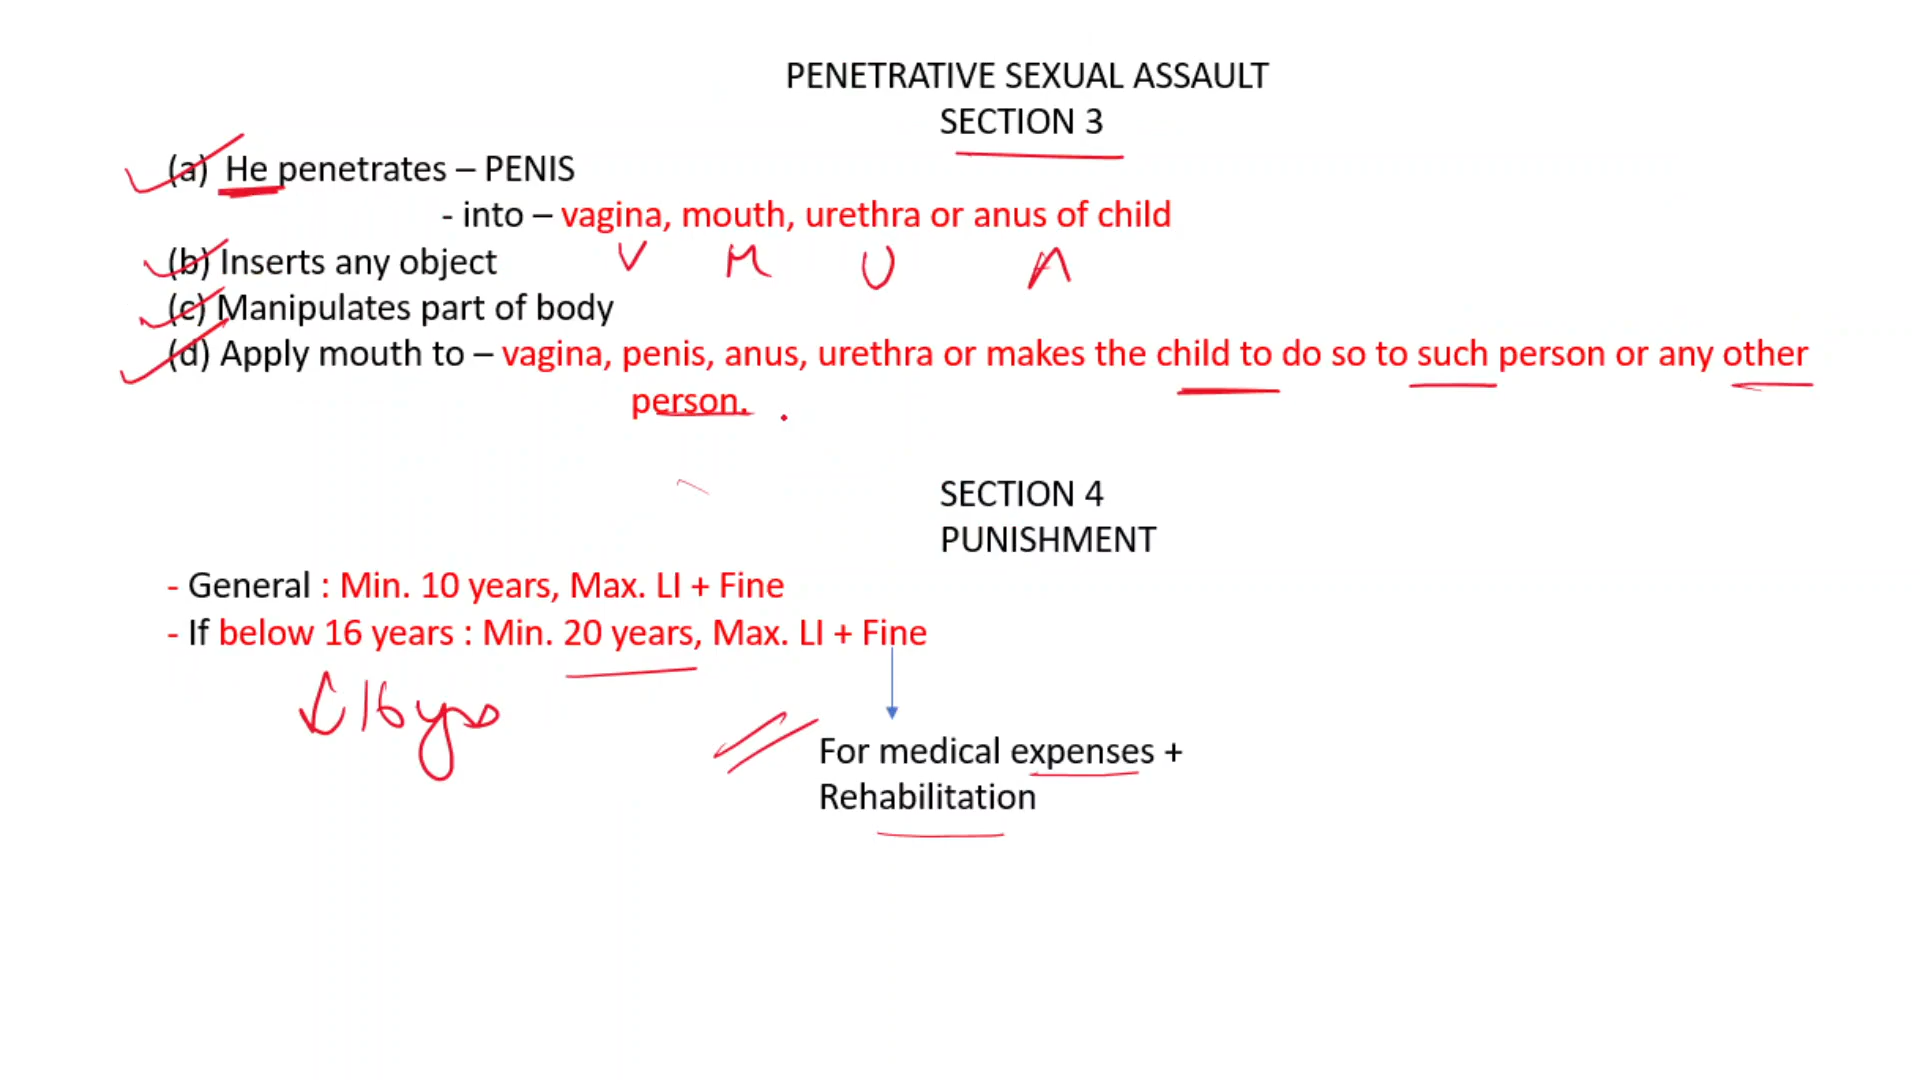 PENETRATIVE SEXUAL ASSAULT
SECTION 3
(a) He penetrates – PENIS
- into – vagina, mouth, urethra or anus of child
V M U A
(b) Inserts any object
(c) Manipulates part of body
(d) Apply mouth to – vagina, penis, anus, urethra or makes the child to do so to such person or any other
person.
SECTION 4
PUNISHMENT
- General : Min. 10 years, Max. LI + Fine
- If below 16 years : Min. 20 years, Max. LI + Fine
↓ 16 yrs
For medical expenses +
Rehabilitation